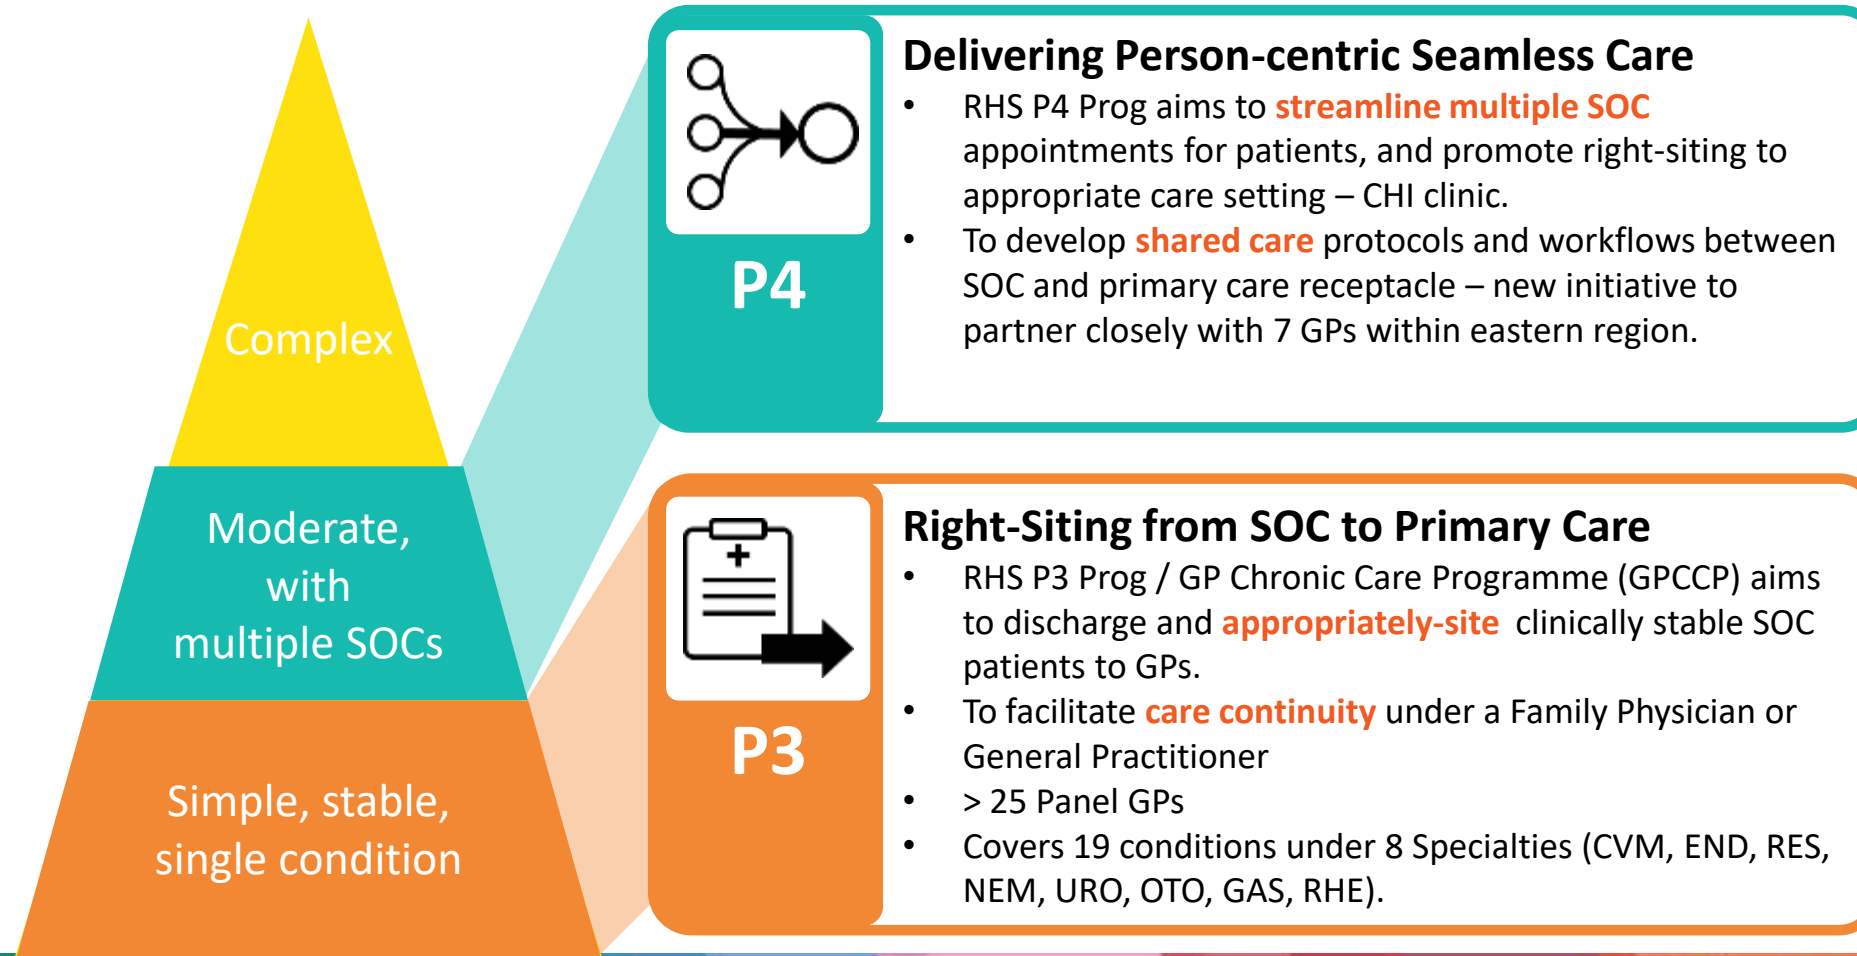 Complex
Moderate,
with
multiple SOCs
Simple, stable,
single condition
P4
Delivering Person-centric Seamless Care
• RHS P4 Prog aims to streamline multiple SOC
appointments for patients, and promote right-siting to
appropriate care setting – CHI clinic.
• To develop shared care protocols and workflows between
SOC and primary care receptacle – new initiative to
partner closely with 7 GPs within eastern region.
P3
Right-Siting from SOC to Primary Care
• RHS P3 Prog / GP Chronic Care Programme (GPCCP) aims
to discharge and appropriately-site clinically stable SOC
patients to GPs.
• To facilitate care continuity under a Family Physician or
General Practitioner
• > 25 Panel GPs
• Covers 19 conditions under 8 Specialties (CVM, END, RES,
NEM, URO, OTO, GAS, RHE).